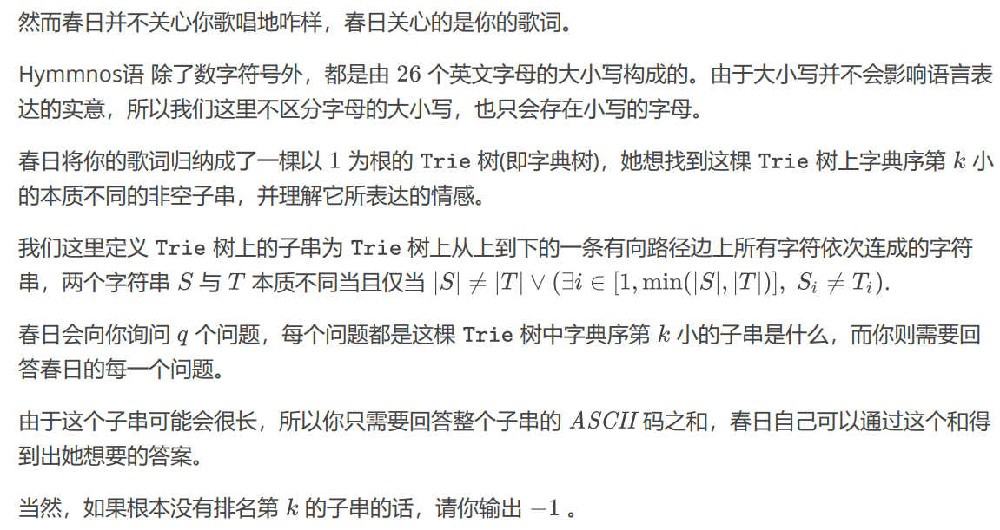 然而春日并不关心你歌唱地咋样，春日关心的是你的歌词。
Hymmnos语 除了数字符号外，都是由 26 个英文字母的大小写构成的。由于大小写并不会影响语言表
达的实意，所以我们这里不区分字母的大小写，也只会存在小写的字母。
春日将你的歌词归纳成了一棵以 1 为根的 Trie 树(即字典树)，她想找到这棵 Trie 树上字典序第 k 小
的本质不同的非空子串，并理解它所表达的情感。
我们这里定义 Trie 树上的子串为 Trie 树上从上到下的一条有向路径边上所有字符依次连成的字符
串，两个字符串 S 与 T 本质不同当且仅当 |S| ≠ |T| ∨ (∃i ∈ [1, min(|S|, |T|)], S_i ≠ T_i).
春日会向你询问 q 个问题，每个问题都是这棵 Trie 树中字典序第 k 小的子串是什么，而你则需要回
答春日的每一个问题。
由于这个子串可能会很长，所以你只需要回答整个子串的 ASCII 码之和，春日自己可以通过这个和得
到出她想要的答案。
当然，如果根本没有排名第 k 的子串的话，请你输出 −1 。